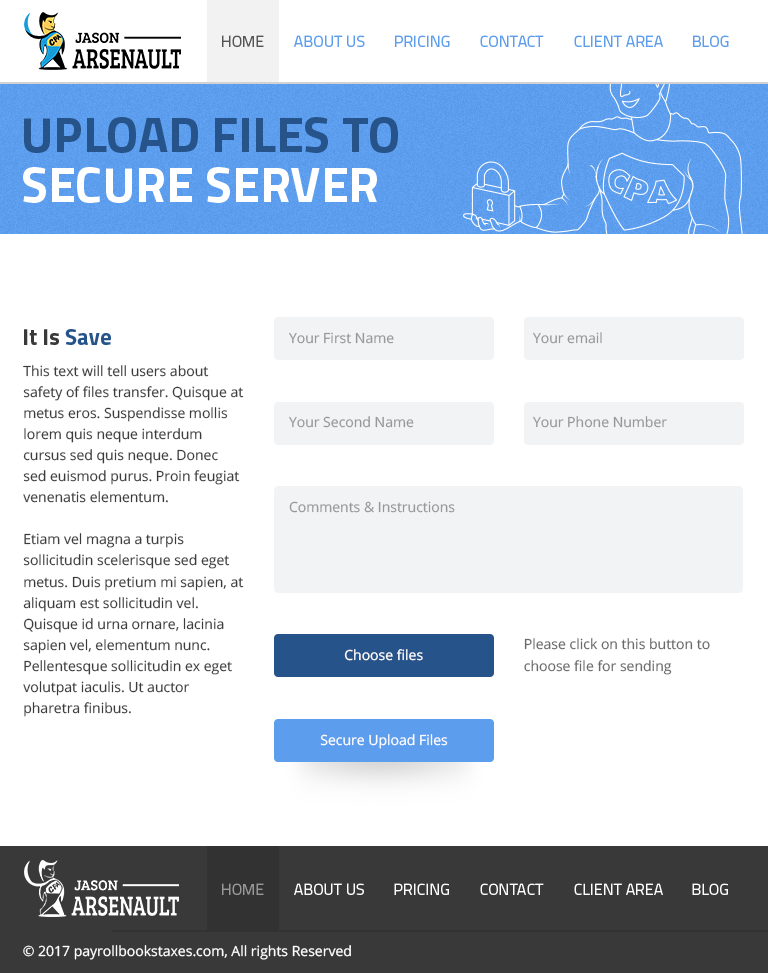 CPA
JASON
ARSENAULT
HOME
ABOUT US
PRICING
CONTACT
CLIENT AREA
BLOG
UPLOAD FILES TO
SECURE SERVER
CPA
It Is Save
This text will tell users about
safety of files transfer. Quisque at
metus eros. Suspendisse mollis
lorem quis neque interdum
cursus sed quis neque. Donec
sed euismod purus. Proin feugiat
venenatis elementum.
Etiam vel magna a turpis
sollicitudin scelerisque sed eget
metus. Duis pretium mi sapien, at
aliquam est sollicitudin vel.
Quisque id urna ornare, lacinia
sapien vel, elementum nunc.
Pellentesque sollicitudin ex eget
volutpat iaculis. Ut auctor
pharetra finibus.
Your First Name
Your email
Your Second Name
Your Phone Number
Comments & Instructions
Choose files
Please click on this button to
choose file for sending
Secure Upload Files
CPA
JASON
ARSENAULT
HOME
ABOUT US
PRICING
CONTACT
CLIENT AREA
BLOG
© 2017 payrollbookstaxes.com, All rights Reserved